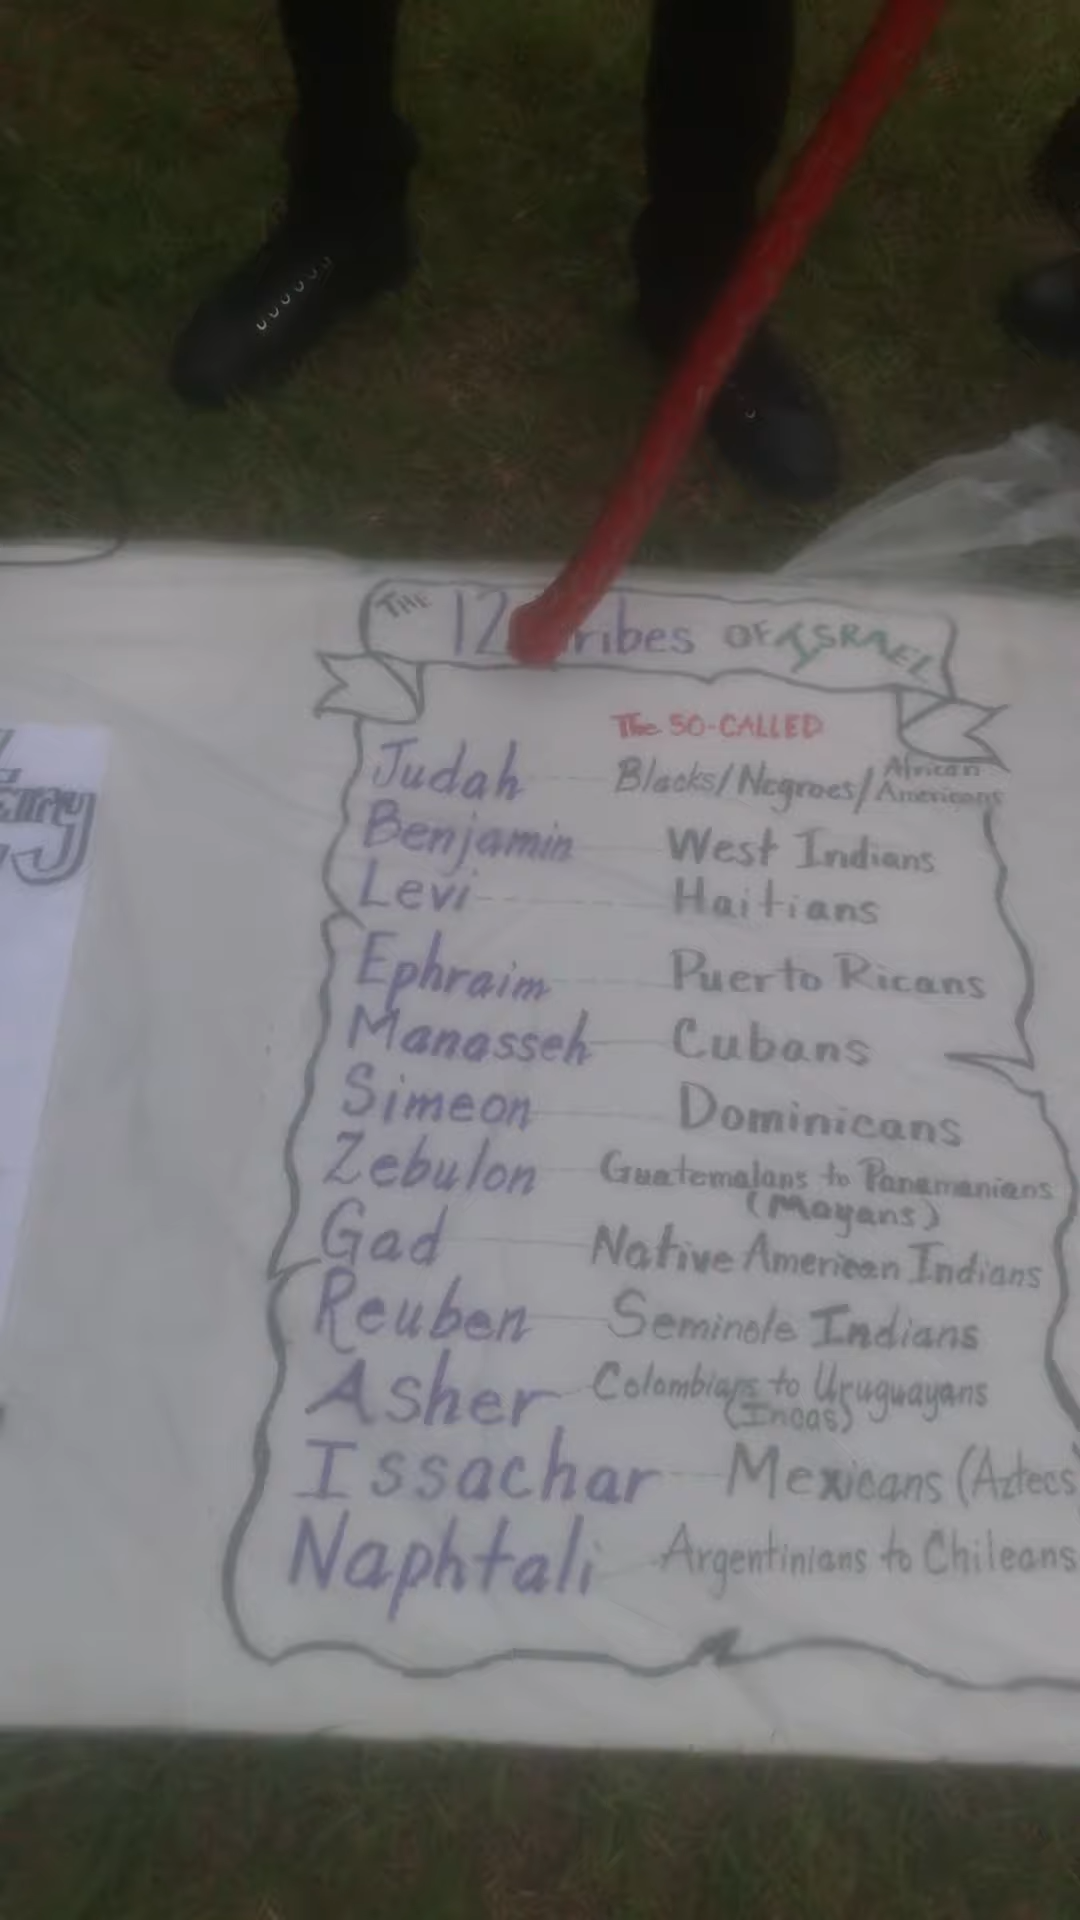 THE 12 ribes OF ISRAEL
The SO-CALLED
Judah Blacks/Negroes/African Americans
Benjamin West Indians
Levi Haitians
Ephraim Puerto Ricans
Manasseh Cubans
Simeon Dominicans
Zebulon Guatemalans to Panamanians
(Mayans)
Gad Native American Indians
Reuben Seminole Indians
Asher Colombians to Uruguayans
(Incas)
Issachar Mexicans (Aztecs)
Naphtali Argentinians to Chileans